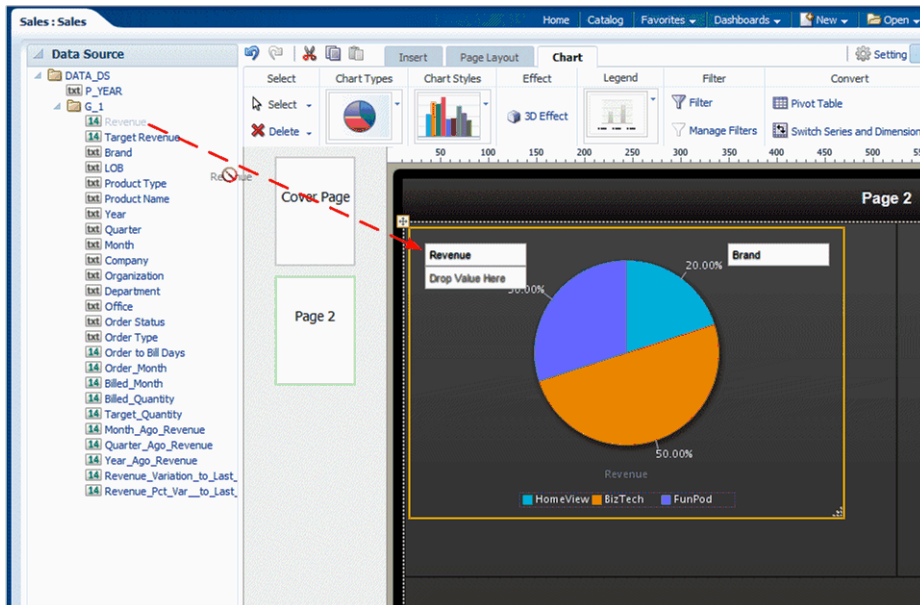 Sales : Sales
Home Catalog Favorites Dashboards New Open
Data Source
Insert Page Layout Chart Setting
DATA_DS
P_YEAR
G_1
Revenue
Target Revenue
Brand
LOB
Product Type
Product Name
Year
Quarter
Month
Company
Organization
Department
Office
Order Status
Order Type
Order to Bill Days
Order_Month
Billed_Month
Billed_Quantity
Target_Quantity
Month_Ago_Revenue
Quarter_Ago_Revenue
Year_Ago_Revenue
Revenue_Variation_to_Last_
Revenue_Pct_Var__to_Last_
Select Chart Types Chart Styles Effect Legend Filter Convert
Select
Delete
3D Effect
Filter
Manage Filters
Pivot Table
Switch Series and Dimension
50 100 150 200 250 300 350 400 450 500 55
Cover Page
Page 2
Page 2
Revenue
Drop Value Here
Brand
20.00%
30.00%
50.00%
Revenue
HomeView BizTech FunPod